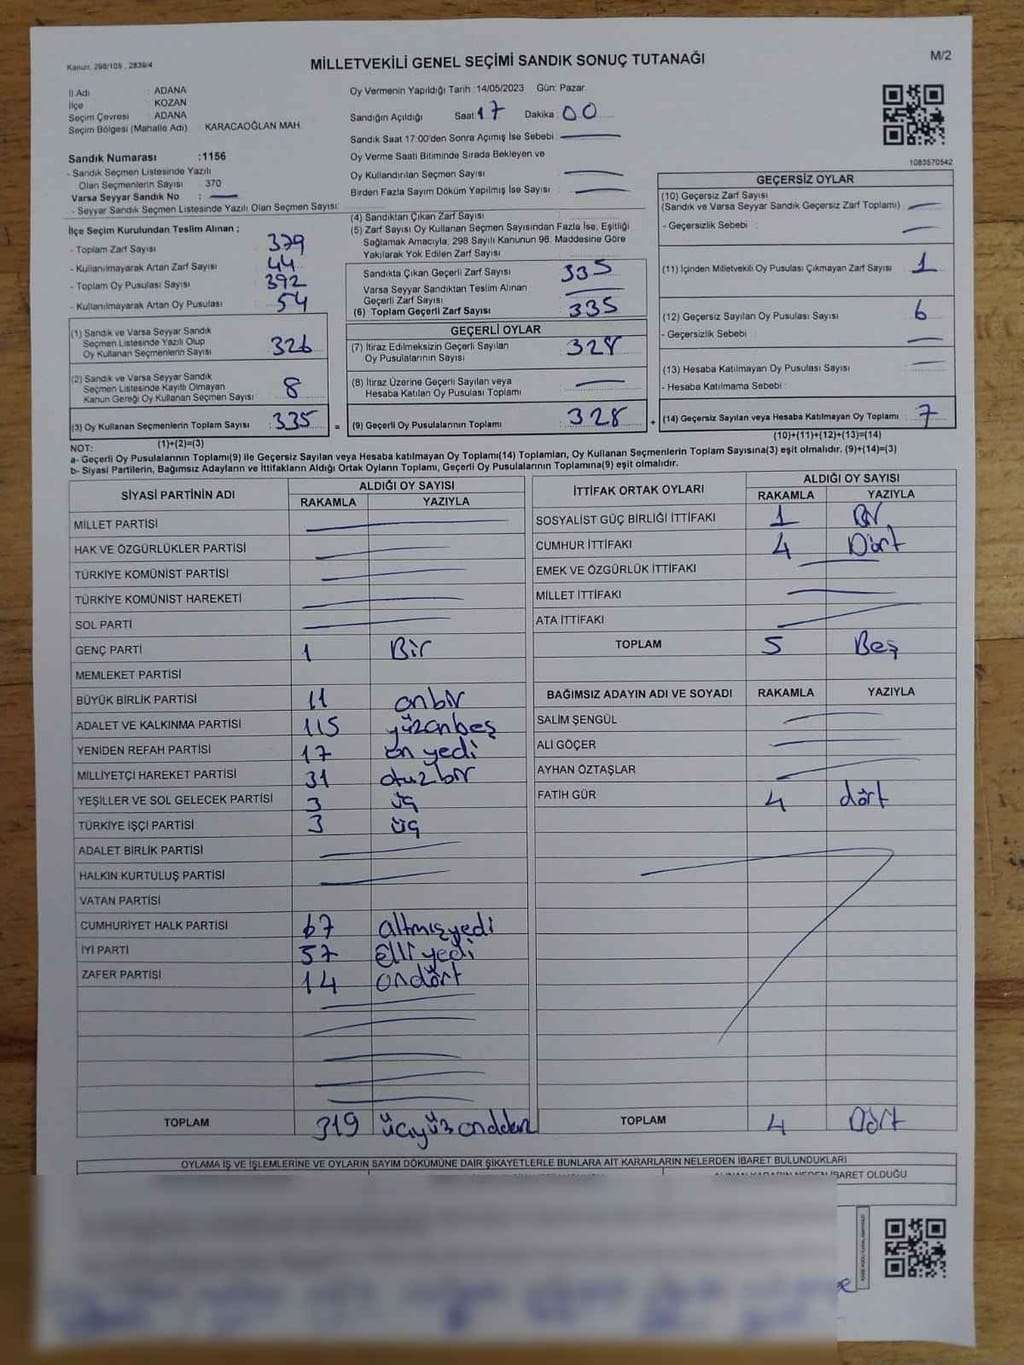 Kanun, 298/105 , 2839/4
MİLLETVEKİLİ GENEL SEÇİMİ SANDIK SONUÇ TUTANAĞI
M/2
İl Adı : ADANA
İlçe KOZAN
Seçim Çevresi : ADANA
Seçim Bölgesi (Mahalle Adı) KARACAOĞLAN MAH.
Sandık Numarası :1156
- Sandık Seçmen Listesinde Yazılı
Olan Seçmenlerin Sayısı : 370
Varsa Seyyar Sandık No :
- Seyyar Sandık Seçmen Listesinde Yazılı Olan Seçmen Sayısı:
Oy Vermenin Yapıldığı Tarih :14/05/2023 Gün: Pazar
Sandığın Açıldığı Saat: 17 Dakika: 00
Sandık Saat 17:00'den Sonra Açımış İse Sebebi :
Oy Verme Saati Bitiminde Sırada Bekleyen ve
Oy Kullandırılan Seçmen Sayısı
Birden Fazla Sayım Döküm Yapılmış İse Sayısı :
1083570542
İlçe Seçim Kurulundan Teslim Alınan ;
- Toplam Zarf Sayısı : 379
- Kullanılmayarak Artan Zarf Sayısı : 44
- Toplam Oy Pusulası Sayısı : 392
- Kullanılmayarak Artan Oy Pusulası : 54
(1) Sandık ve Varsa Seyyar Sandık
Seçmen Listesinde Yazılı Olup
Oy Kullanan Seçmenlerin Sayısı : 326
(2) Sandık ve Varsa Seyyar Sandık
Seçmen Listesinde Kayıtlı Olmayan
Kanun Gereği Oy Kullanan Seçmen Sayısı : 8
(3) Oy Kullanan Seçmenlerin Toplam Sayısı : 335 =
(1)+(2)=(3)
(4) Sandıktan Çıkan Zarf Sayısı
(5) Zarf Sayısı Oy Kullanan Seçmen Sayısından Fazla İse, Eşitliği
Sağlamak Amacıyla; 298 Sayılı Kanunun 98. Maddesine Göre
Yakılarak Yok Edilen Zarf Sayısı :
Sandıkta Çıkan Geçerli Zarf Sayısı : 335
Varsa Seyyar Sandıktan Teslim Alınan
Geçerli Zarf Sayısı
(6) Toplam Geçerli Zarf Sayısı : 335
GEÇERLİ OYLAR
(7) İtiraz Edilmeksizin Geçerli Sayılan
Oy Pusulalarının Sayısı : 328
(8) İtiraz Üzerine Geçerli Sayılan veya
Hesaba Katılan Oy Pusulası Toplamı :
(9) Geçerli Oy Pusulalarının Toplamı : 328 +
GEÇERSİZ OYLAR
(10) Geçersiz Zarf Sayısı
(Sandık ve Varsa Seyyar Sandık Geçersiz Zarf Toplamı) :
- Geçersizlik Sebebi :
(11) İçinden Milletvekili Oy Pusulası Çıkmayan Zarf Sayısı : 1
(12) Geçersiz Sayılan Oy Pusulası Sayısı : 6
- Geçersizlik Sebebi :
(13) Hesaba Katılmayan Oy Pusulası Sayısı :
- Hesaba Katılmama Sebebi :
(14) Geçersiz Sayılan veya Hesaba Katılmayan Oy Toplamı : 7
(10)+(11)+(12)+(13)=(14)
NOT:
a- Geçerli Oy Pusulalarının Toplamı(9) ile Geçersiz Sayılan veya Hesaba katılmayan Oy Toplamı(14) Toplamları, Oy Kullanan Seçmenlerin Toplam Sayısına(3) eşit olmalıdır. (9)+(14)=(3)
b- Siyasi Partilerin, Bağımsız Adayların ve İttifakların Aldığı Ortak Oyların Toplamı, Geçerli Oy Pusulalarının Toplamına(9) eşit olmalıdır.
SİYASİ PARTİNİN ADI ALDIĞI OY SAYISI
RAKAMLA YAZIYLA
MİLLET PARTİSİ
HAK VE ÖZGÜRLÜKLER PARTİSİ
TÜRKİYE KOMÜNİST PARTİSİ
TÜRKİYE KOMÜNİST HAREKETİ
SOL PARTİ
GENÇ PARTİ 1 Bir
MEMLEKET PARTİSİ
BÜYÜK BİRLİK PARTİSİ 11 onbir
ADALET VE KALKINMA PARTİSİ 115 yüzonbeş
YENİDEN REFAH PARTİSİ 17 on yedi
MİLLİYETÇİ HAREKET PARTİSİ 31 otuz bir
YEŞİLLER VE SOL GELECEK PARTİSİ 3 üç
TÜRKİYE İŞÇİ PARTİSİ 3 üç
ADALET BİRLİK PARTİSİ
HALKIN KURTULUŞ PARTİSİ
VATAN PARTİSİ
CUMHURİYET HALK PARTİSİ 67 altmışyedi
İYİ PARTİ 57 elli yedi
ZAFER PARTİSİ 14 ondört
TOPLAM 319
İTTİFAK ORTAK OYLARI ALDIĞI OY SAYISI
RAKAMLA YAZIYLA
SOSYALİST GÜÇ BİRLİĞİ İTTİFAKI 1 Bir
CUMHUR İTTİFAKI 4 Dört
EMEK VE ÖZGÜRLÜK İTTİFAKI
MİLLET İTTİFAKI
ATA İTTİFAKI
TOPLAM 5 Beş
BAĞIMSIZ ADAYIN ADI VE SOYADI RAKAMLA YAZIYLA
SALİM ŞENGÜL
ALİ GÖÇER
AYHAN ÖZTAŞLAR
FATİH GÜR 4 dört
TOPLAM 4 Dört
OYLAMA İŞ VE İŞLEMLERİNE VE OYLARIN SAYIM DÖKÜMÜNE DAİR ŞİKAYETLERLE BUNLARA AİT KARARLARIN NELERDEN İBARET BULUNDUKLARI
İBARET OLDUĞU